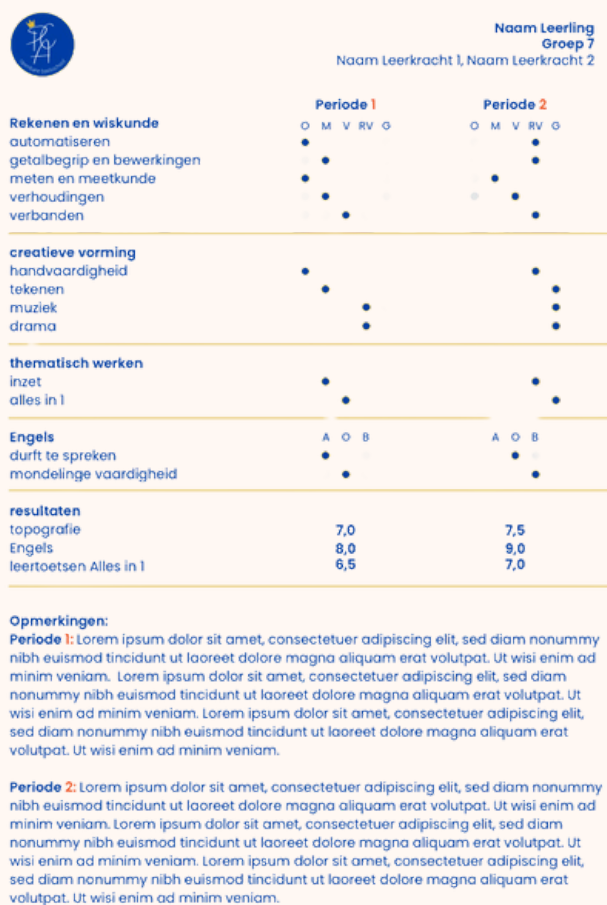 Naam Leerling
Groep 7
Naam Leerkracht 1, Naam Leerkracht 2
Periode 1 Periode 2
Rekenen en wiskunde O M V RV G O M V RV G
automatiseren
getalbegrip en bewerkingen
meten en meetkunde
verhoudingen
verbanden
creatieve vorming
handvaardigheid
tekenen
muziek
drama
thematisch werken
inzet
alles in 1
Engels A O B A O B
durft te spreken
mondelinge vaardigheid
resultaten
topografie 7,0 7,5
Engels 8,0 9,0
leertoetsen Alles in 1 6,5 7,0
Opmerkingen:
Periode 1: Lorem ipsum dolor sit amet, consectetuer adipiscing elit, sed diam nonummy
nibh euismod tincidunt ut laoreet dolore magna aliquam erat volutpat. Ut wisi enim ad
minim veniam. Lorem ipsum dolor sit amet, consectetuer adipiscing elit, sed diam
nonummy nibh euismod tincidunt ut laoreet dolore magna aliquam erat volutpat. Ut
wisi enim ad minim veniam. Lorem ipsum dolor sit amet, consectetuer adipiscing elit,
sed diam nonummy nibh euismod tincidunt ut laoreet dolore magna aliquam erat
volutpat. Ut wisi enim ad minim veniam.
Periode 2: Lorem ipsum dolor sit amet, consectetuer adipiscing elit, sed diam nonummy
nibh euismod tincidunt ut laoreet dolore magna aliquam erat volutpat. Ut wisi enim ad
minim veniam. Lorem ipsum dolor sit amet, consectetuer adipiscing elit, sed diam
nonummy nibh euismod tincidunt ut laoreet dolore magna aliquam erat volutpat. Ut
wisi enim ad minim veniam. Lorem ipsum dolor sit amet, consectetuer adipiscing elit,
sed diam nonummy nibh euismod tincidunt ut laoreet dolore magna aliquam erat
volutpat. Ut wisi enim ad minim veniam.